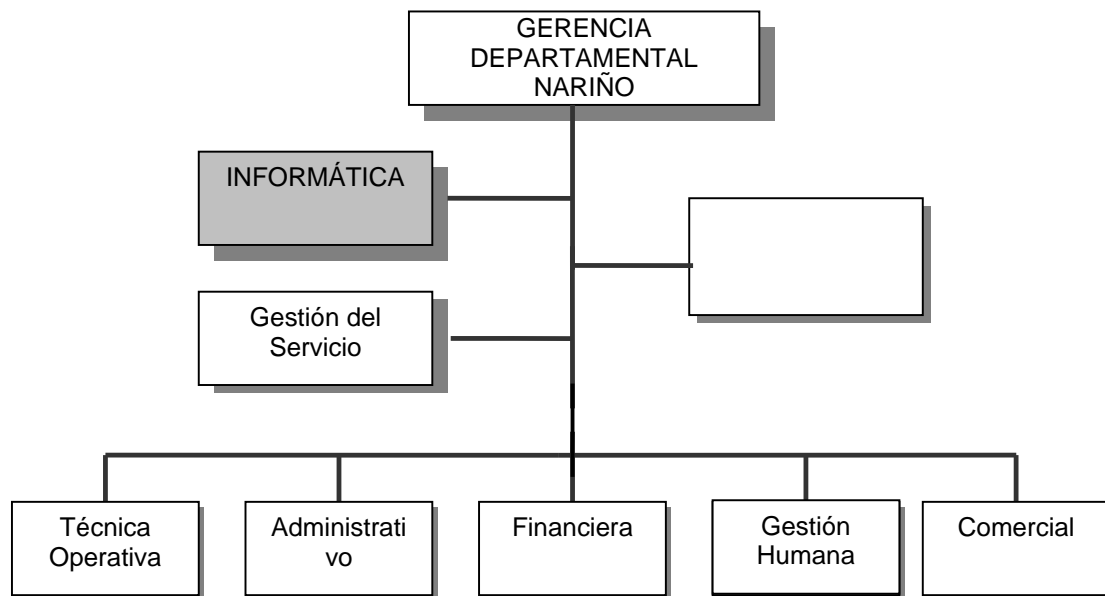 GERENCIA
DEPARTAMENTAL
NARIÑO
INFORMÁTICA
Gestión del
Servicio
Técnica
Operativa
Administrati
vo
Financiera
Gestión
Humana
Comercial